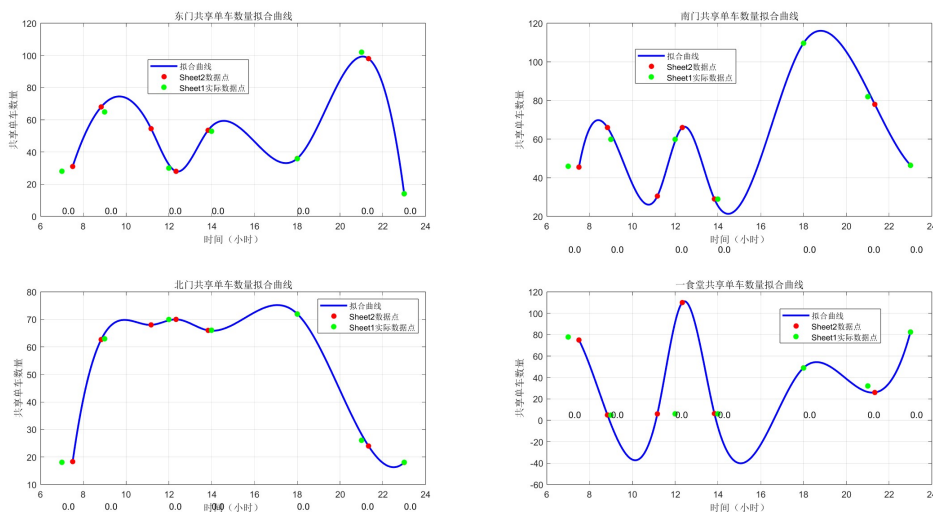 东门共享单车数量拟合曲线
120
100
80
60
40
20
0
共享单车数量
拟合曲线
Sheet2数据点
Sheet1实际数据点
0.0 0.0 0.0 0.0 0.0 0.0 0.0
6 8 10 12 14 16 18 20 22 24
时间（小时）
南门共享单车数量拟合曲线
120
100
80
60
40
20
共享单车数量
拟合曲线
Sheet2数据点
Sheet1实际数据点
6 8 10 12 14 16 18 20 22 24
时间（小时）
0.0 0.0 0.0 0.0 0.0 0.0 0.0
北门共享单车数量拟合曲线
80
70
60
50
40
30
20
10
共享单车数量
拟合曲线
Sheet2数据点
Sheet1实际数据点
6 8 10 12 14 16 18 20 22 24
时间（小时）
0.0 0.0 0.0 0.0 0.0 0.0 0.0
一食堂共享单车数量拟合曲线
120
100
80
60
40
20
0
-20
-40
-60
共享单车数量
拟合曲线
Sheet2数据点
Sheet1实际数据点
0.0 0.0 0.0 0.0 0.0 0.0 0.0
6 8 10 12 14 16 18 20 22 24
时间（小时）